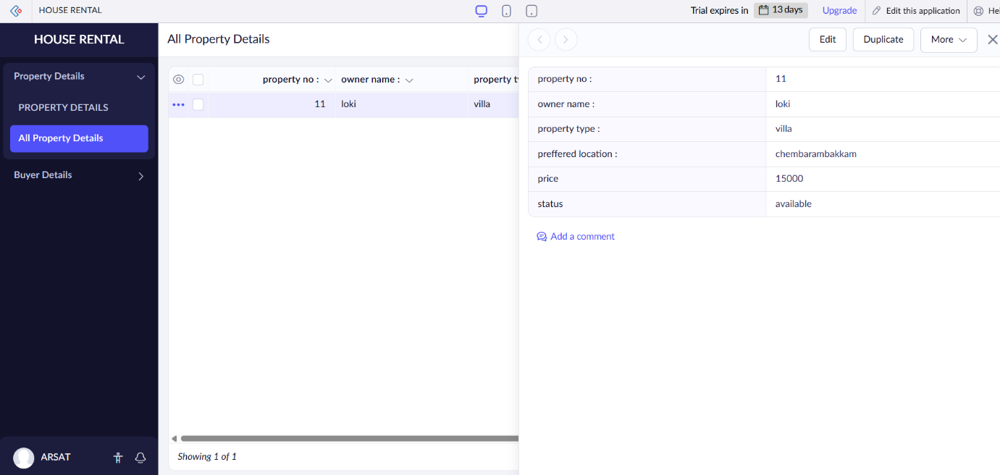 HOUSE RENTAL
Trial expires in 13 days Upgrade Edit this application
HOUSE RENTAL
Property Details
PROPERTY DETAILS
All Property Details
Buyer Details
ARSAT
All Property Details
property no : owner name : property
11 loki villa
Showing 1 of 1
Edit Duplicate More
property no : 11
owner name : loki
property type : villa
preffered location : chembarambakkam
price 15000
status available
Add a comment